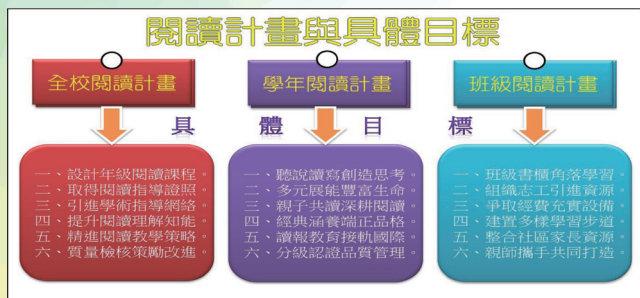 閱讀計畫與具體目標
全校閱讀計畫
學年閱讀計畫
班級閱讀計畫
具體目標
一、設計年級閱讀課程。
二、取得閱讀指導證照。
三、引進學術指導網絡。
四、提升閱讀理解知能。
五、精進閱讀教學策略。
六、質量檢核策勵改進。
一、聽說讀寫創造思考。
二、多元展能豐富生命。
三、親子共讀深耕閱讀。
四、經典涵養端正品格。
五、讀報教育接軌國際。
六、分級認證品質管理。
一、班級書櫃角落學習。
二、組織志工引進資源。
三、爭取經費充實設備。
四、建置多樣學習步道。
五、整合社區家長資源。
六、親師攜手共同打造。